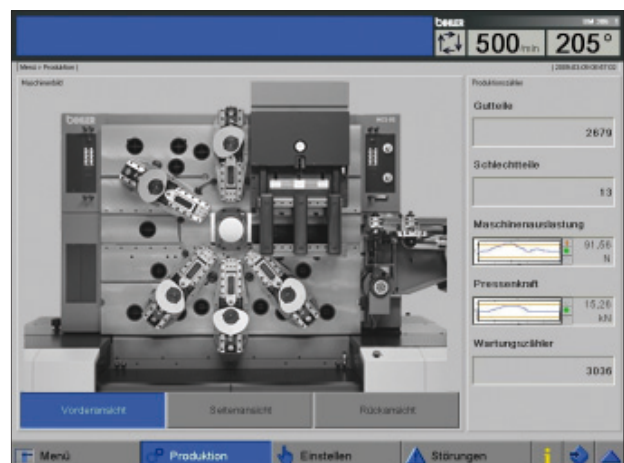 500/min 205°
Menü > Produktion |
Maschinenbild
Produktionszähler
Gutteile
2679
Schlechtteile
13
Maschinenauslastung
91,56
N
Pressenkraft
15,26
kN
Wartungszähler
3036
Vorderansicht Seitenansicht Rückansicht
Menü Produktion Einstellen Störungen